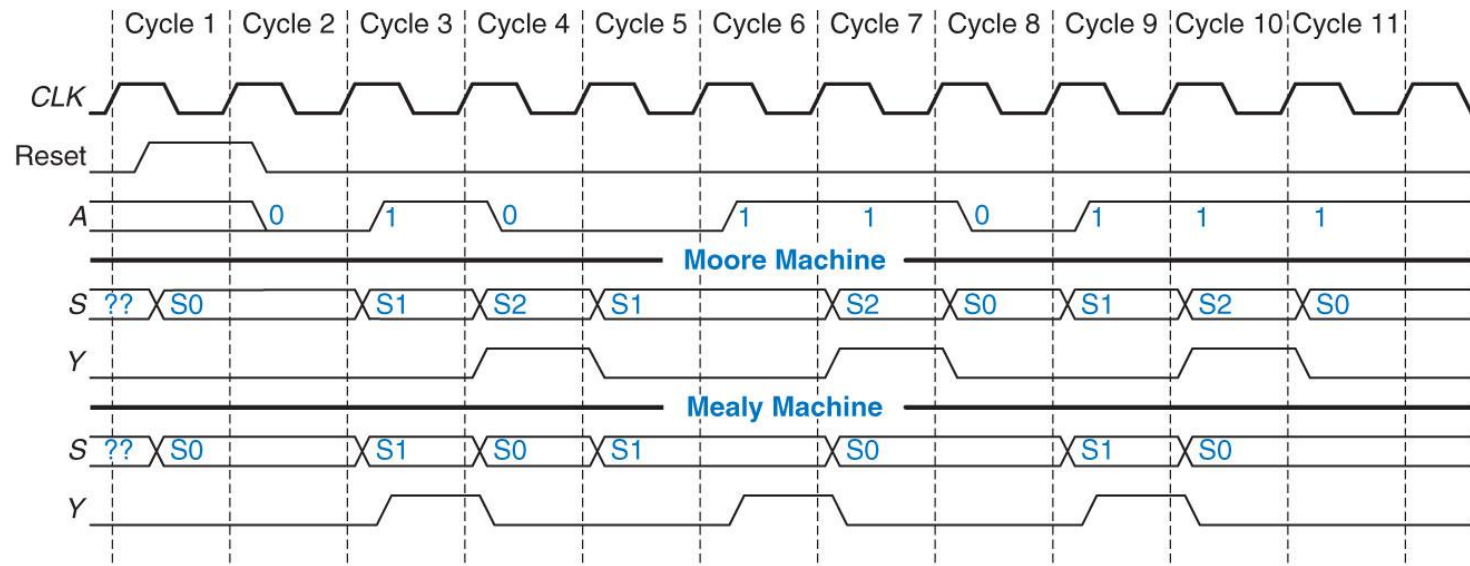 Cycle 1 Cycle 2 Cycle 3 Cycle 4 Cycle 5 Cycle 6 Cycle 7 Cycle 8 Cycle 9 Cycle 10 Cycle 11
CLK
Reset
A 0 1 0 1 1 0 1 1 1
Moore Machine
S ?? S0 S1 S2 S1 S2 S0 S1 S2 S0
Y
Mealy Machine
S ?? S0 S1 S0 S1 S0 S1 S0
Y